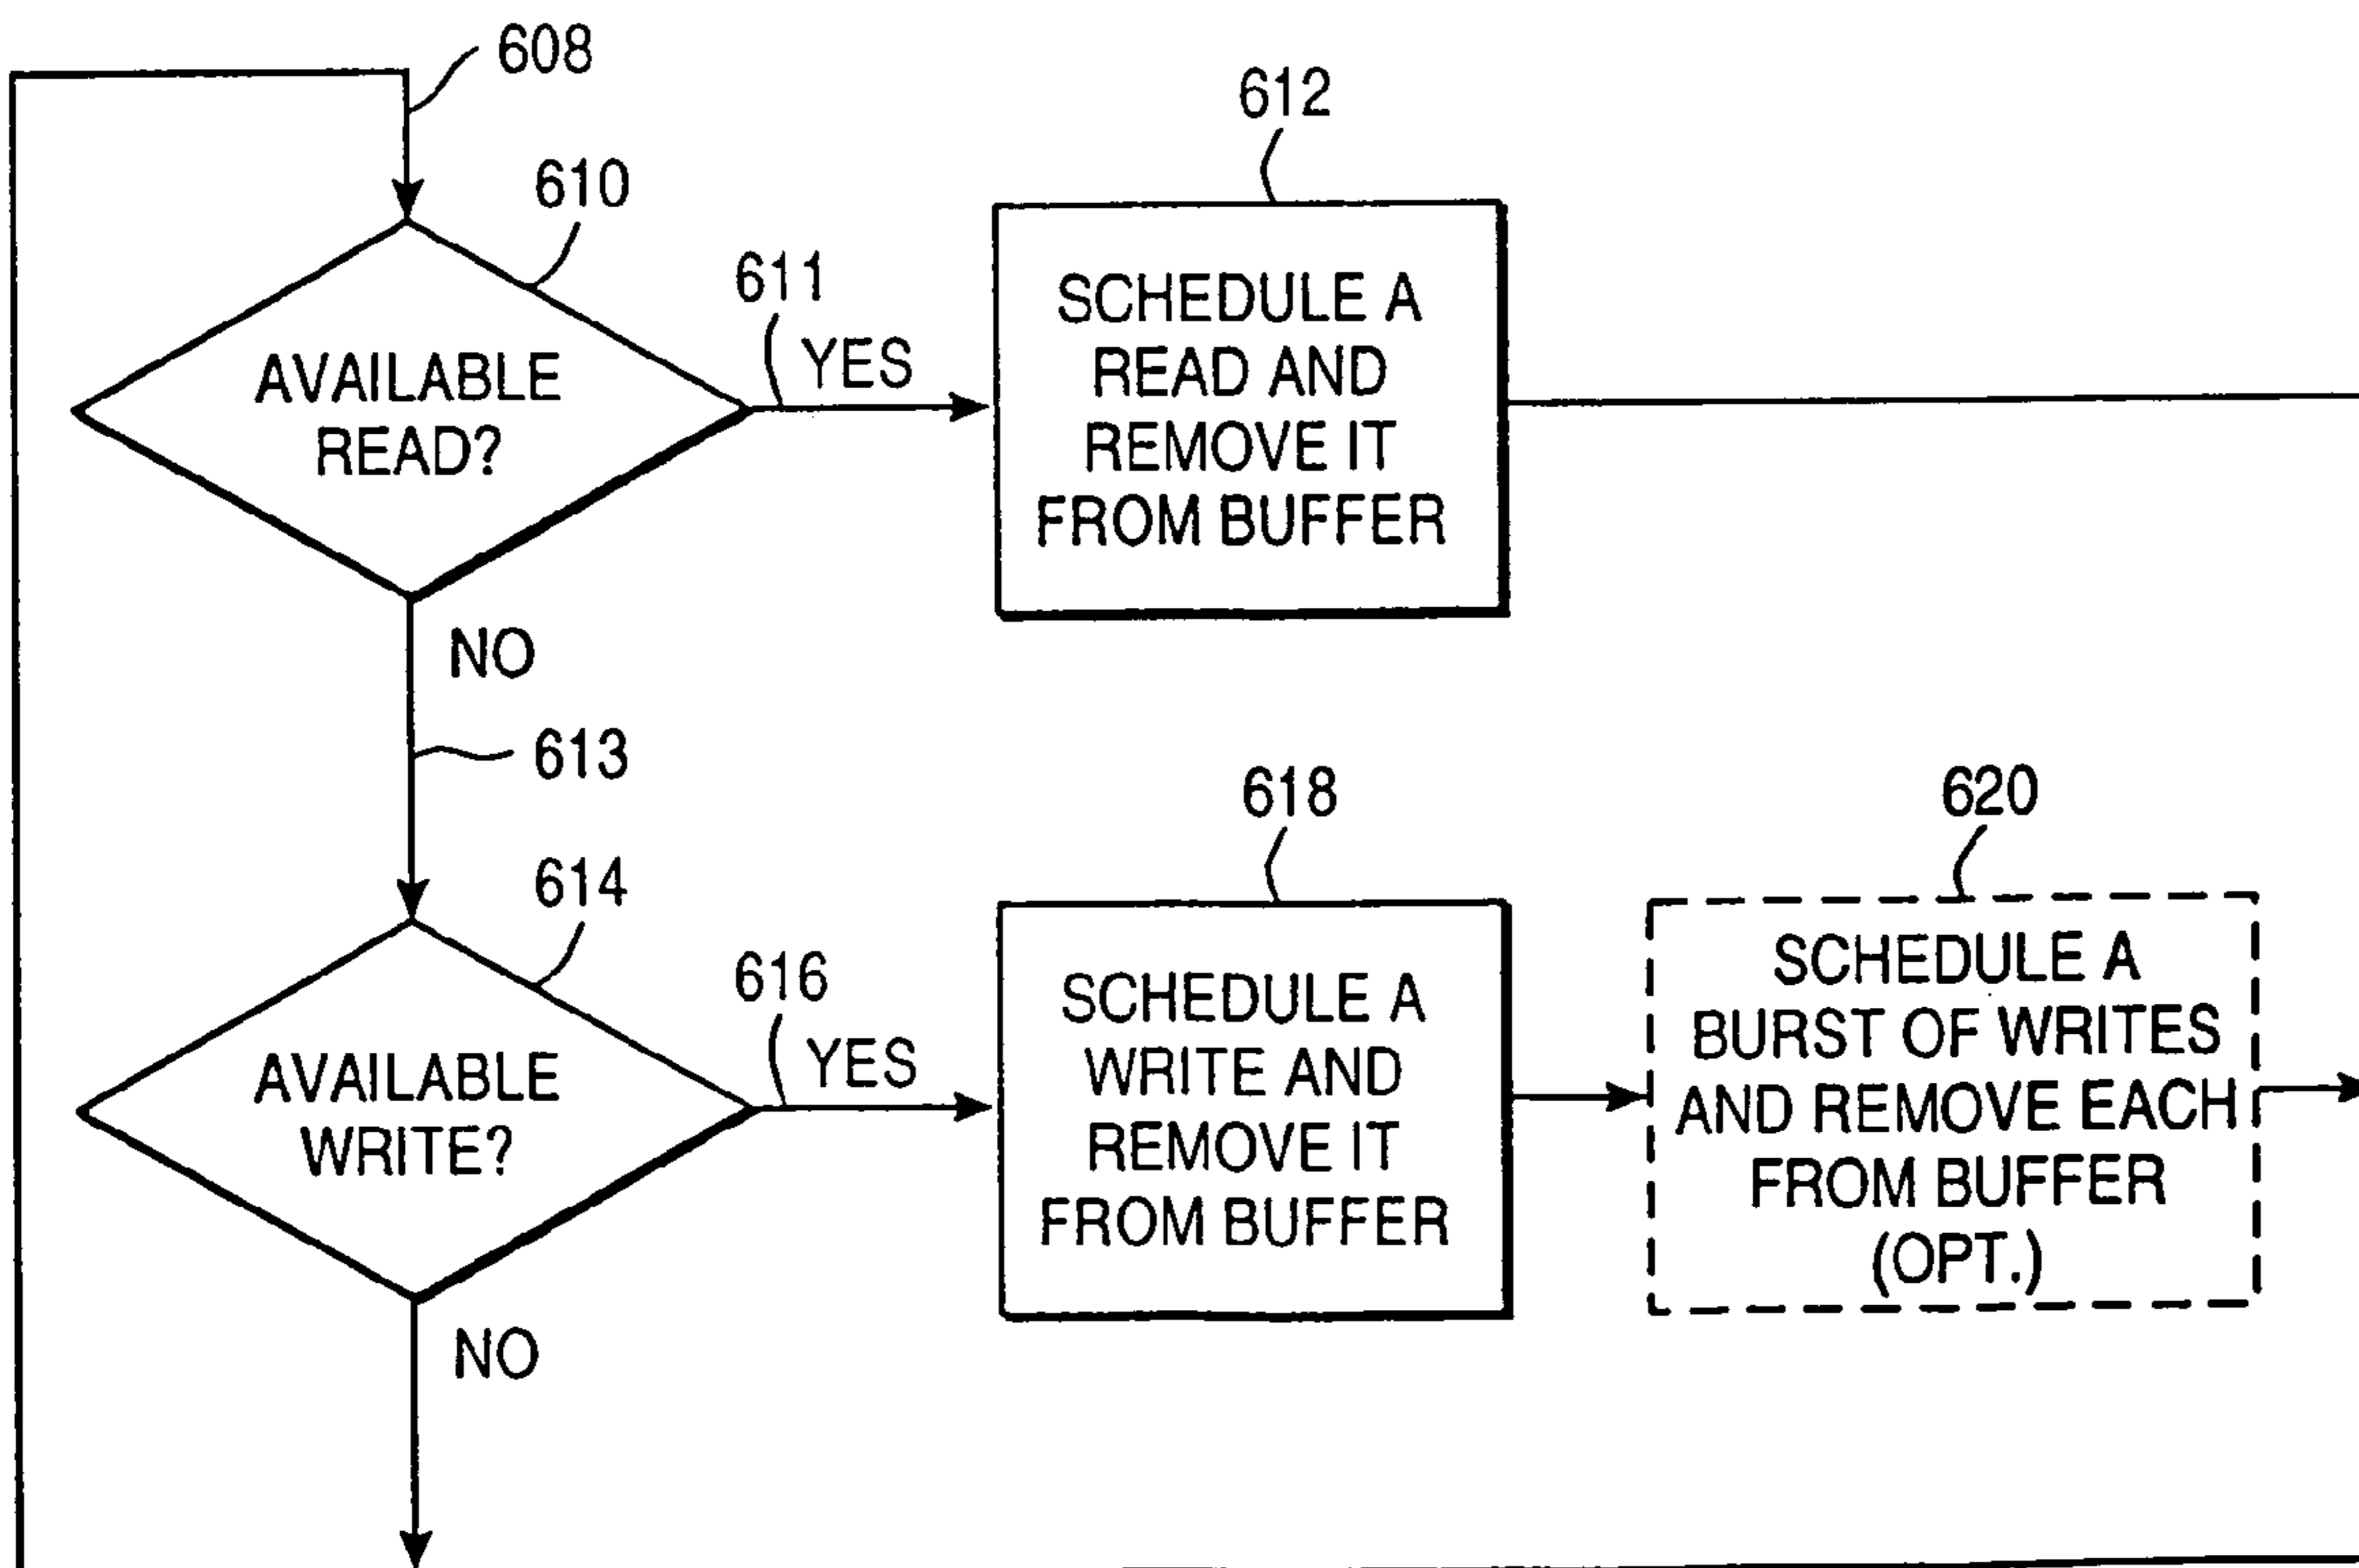 608
610
AVAILABLE
READ?
611
YES
612
SCHEDULE A
READ AND
REMOVE IT
FROM BUFFER
NO
613
614
AVAILABLE
WRITE?
616
YES
618
SCHEDULE A
WRITE AND
REMOVE IT
FROM BUFFER
620
SCHEDULE A
BURST OF WRITES
AND REMOVE EACH
FROM BUFFER
(OPT.)
NO